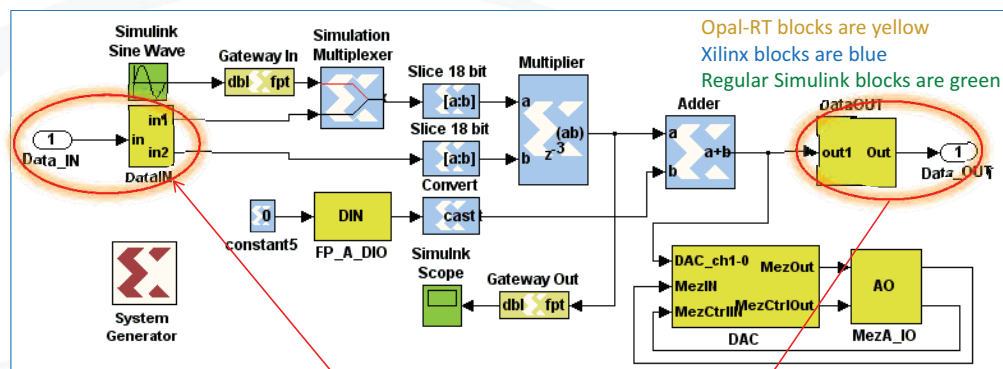 Opal-RT blocks are yellow
Xilinx blocks are blue
Regular Simulink blocks are green
Simulink
Sine Wave
Gateway In
dbl fpt
Simulation
Multiplexer
Slice 18 bit
[a:b]
Multiplier
a
b
(ab)
z-3
Adder
a
b
a+b
DataOUT
out1 Out
1
Data_OUT
1
Data_IN
in
in1
in2
DataIN
Slice 18 bit
[a:b]
Convert
cast
0
constant5
DIN
FP_A_DIO
Simulnk
Scope
Gateway Out
dbl fpt
System
Generator
DAC_ch1-0
MezIN
MezCtrlIN
MezOut
MezCtrlOut
DAC
AO
MezA_IO